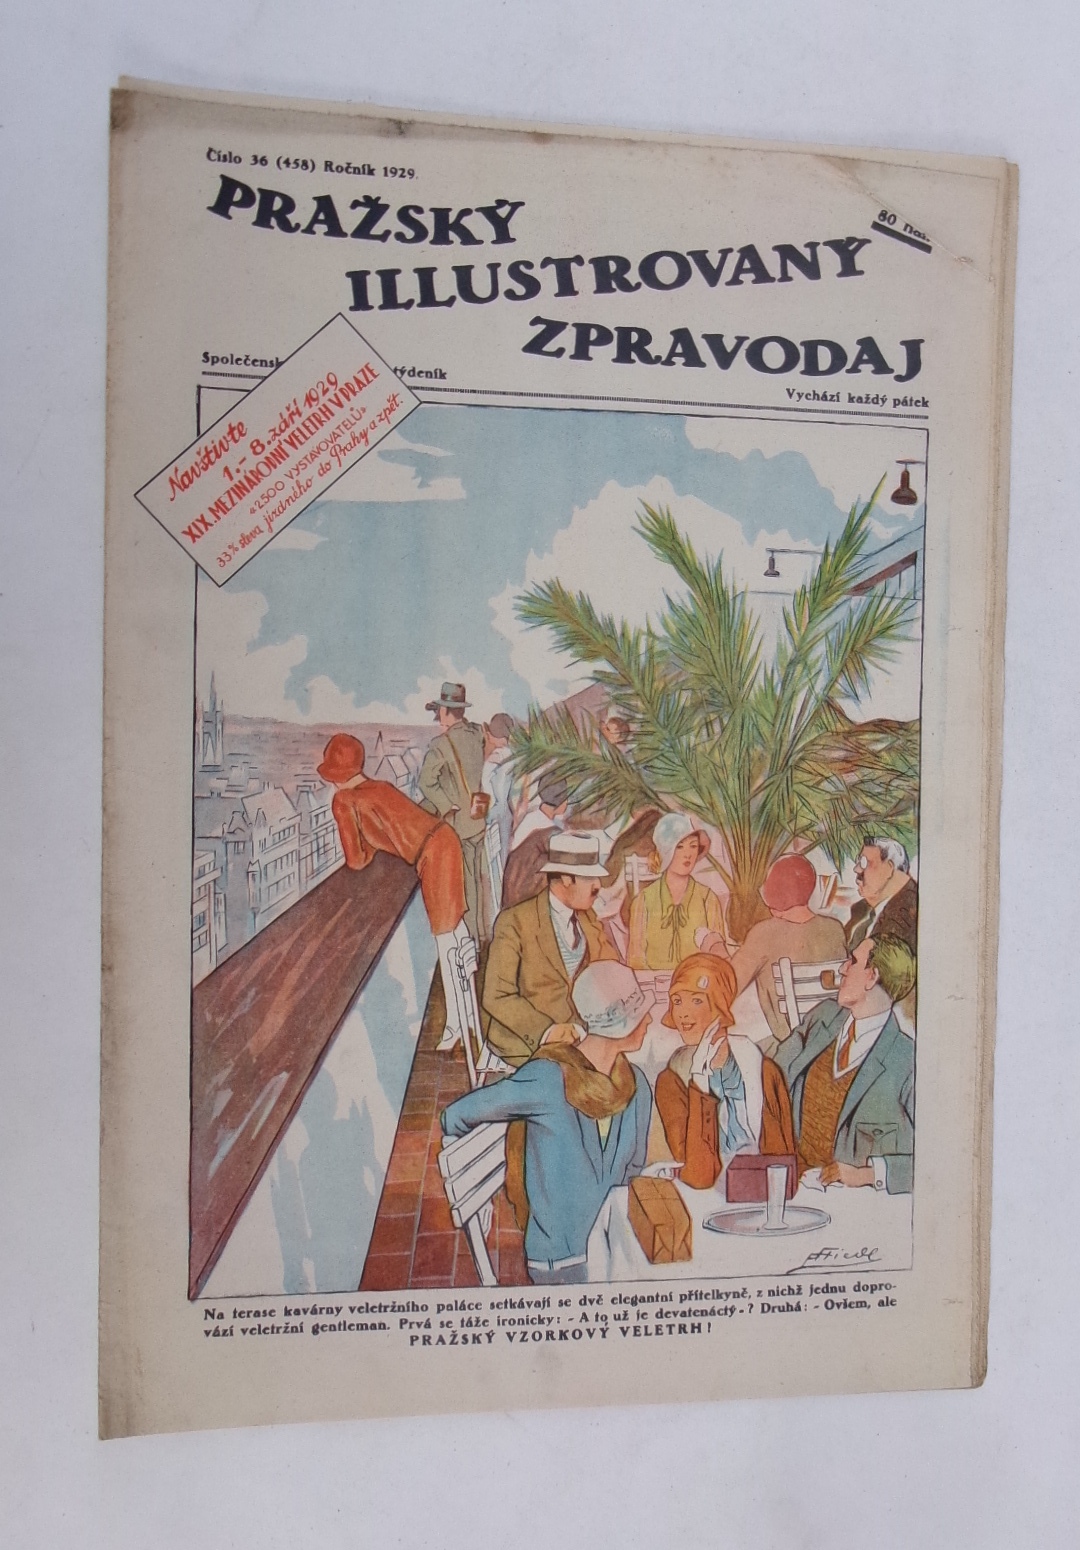 Číslo 36 (458) Ročník 1929.
PRAŽSKÝ
80 hal.
ILLUSTROVANÝ
ZPRAVODAJ
Společensk týdeník
Vychází každý pátek
Navštivte
1.-8. září 1929
XIX. MEZINÁRODNÍ VELETRH V PRAZE
"2500 VYSTAVOVATELŮ"
33% sleva jízdného do Prahy a zpět.
Friedl
Na terase kavárny veletržního paláce setkávají se dvě elegantní přítelkyně, z nichž jednu dopro-
vází veletržní gentleman. Prvá se táže ironicky: - A to už je devatenáctý-? Druhá: - Ovšem, ale
PRAŽSKÝ VZORKOVÝ VELETRH!